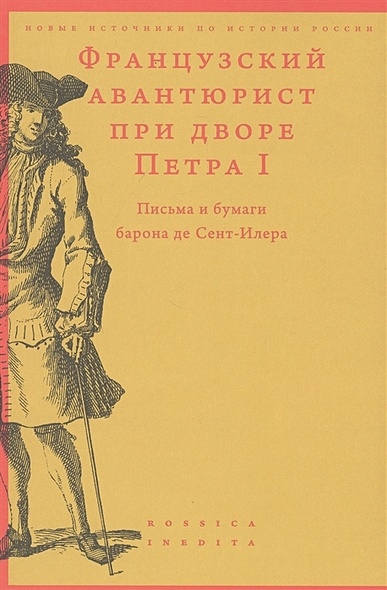 НОВЫЕ ИСТОЧНИКИ ПО ИСТОРИИ РОССИИ
Французский
авантюрист
при дворе
Петра I
Письма и бумаги
барона де Сент-Илера
ROSSICA
INEDITA